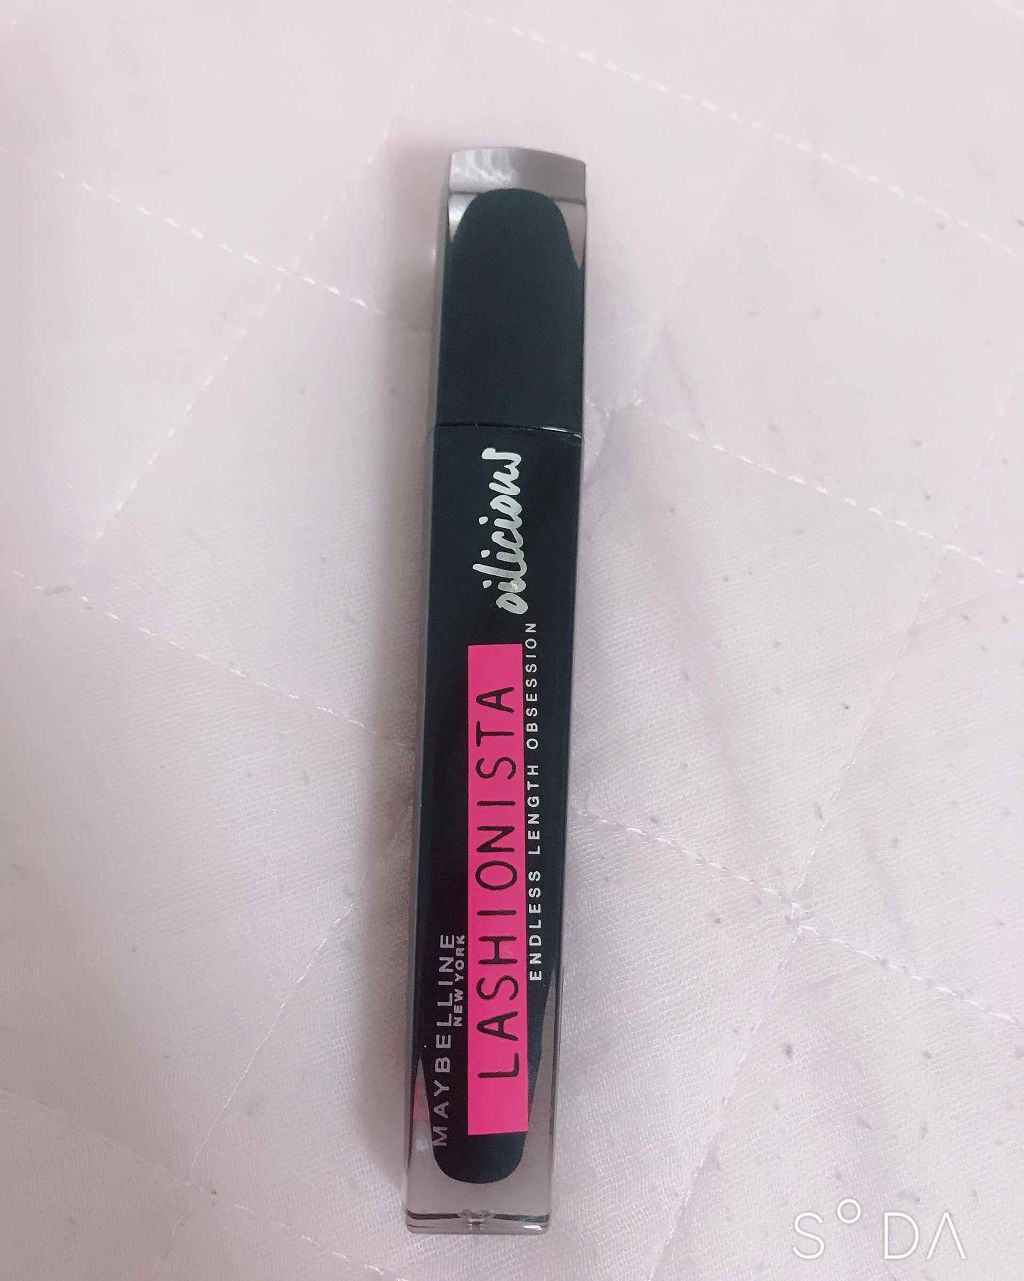 MAYBELLINE
NEW YORK
LASHIONISTA
oilicious
ENDLESS LENGTH OBSESSION
S°DA